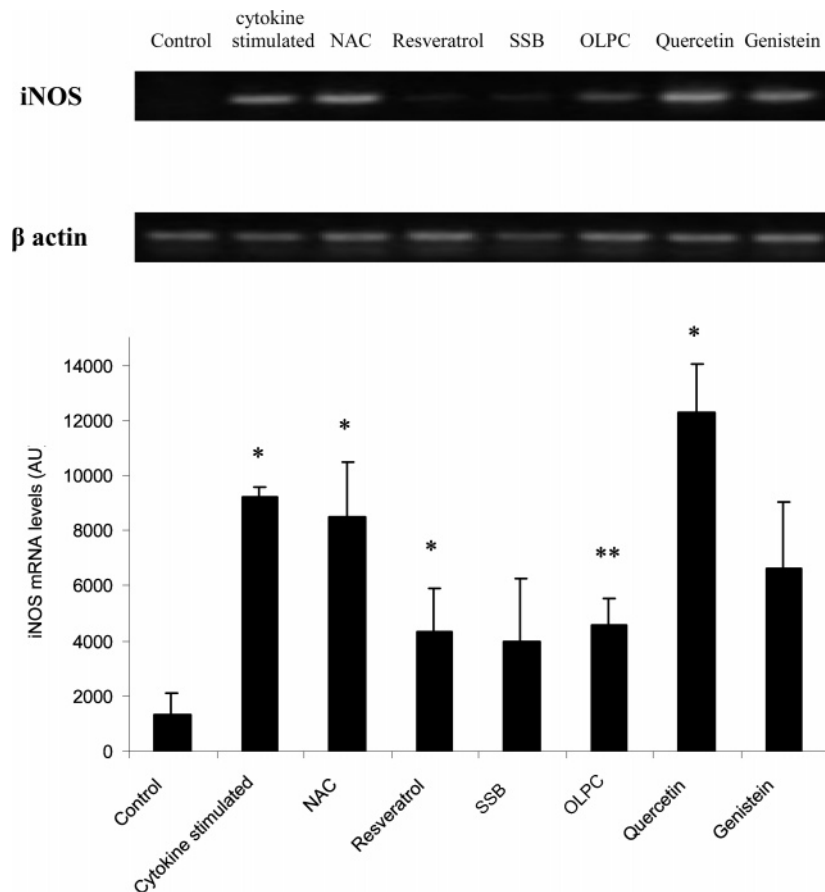 cytokine
Control stimulated NAC Resveratrol SSB OLPC Quercetin Genistein
iNOS
β actin
*
14000
12000
*
*
10000
8000
*
**
6000
4000
2000
0
iNOS mRNA levels (AU
Control
Cytokine stimulated
NAC
Resveratrol
SSB
OLPC
Quercetin
Genistein